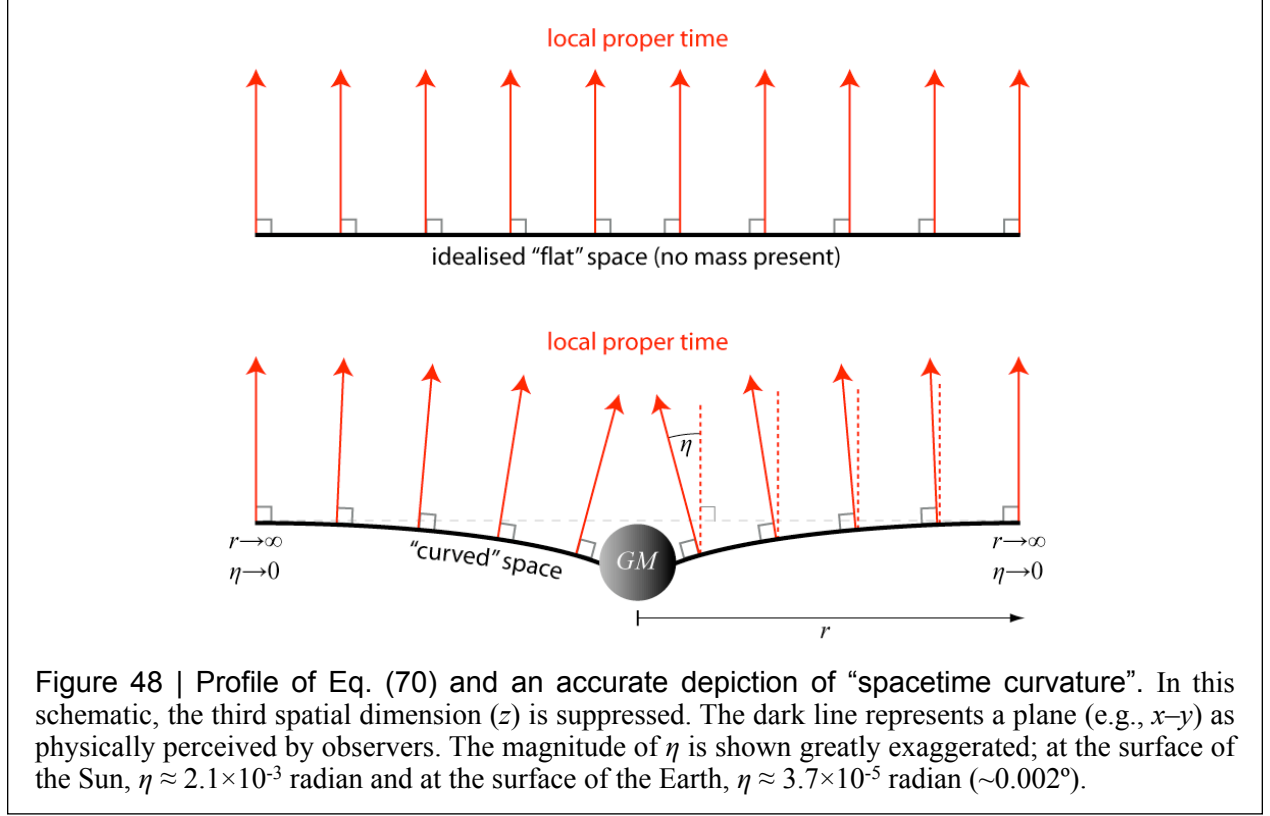 local proper time
idealised “flat” space (no mass present)
local proper time
η
“curved” space
GM
r→∞
η→0
r→∞
η→0
r
Figure 48 | Profile of Eq. (70) and an accurate depiction of “spacetime curvature”. In this
schematic, the third spatial dimension (z) is suppressed. The dark line represents a plane (e.g., x–y) as
physically perceived by observers. The magnitude of η is shown greatly exaggerated; at the surface of
the Sun, η ≈ 2.1×10⁻³ radian and at the surface of the Earth, η ≈ 3.7×10⁻⁵ radian (~0.002º).